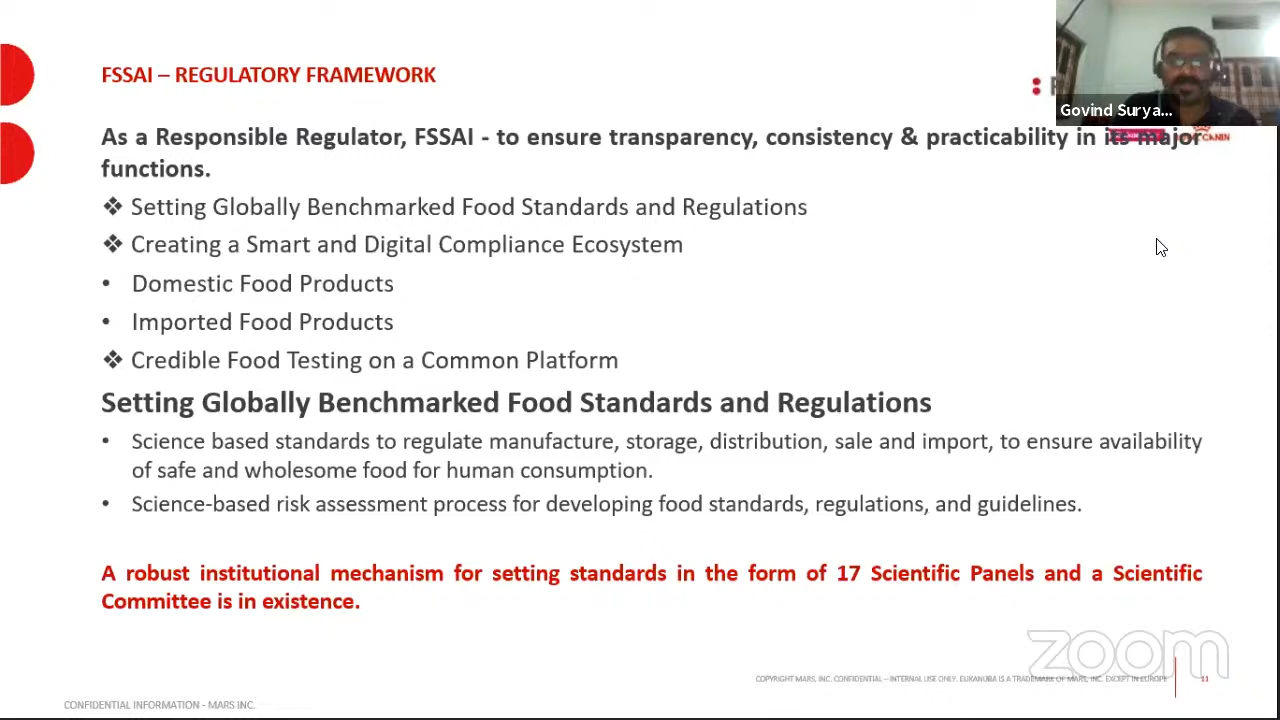 FSSAI – REGULATORY FRAMEWORK
Govind Surya...
As a Responsible Regulator, FSSAI - to ensure transparency, consistency & practicability in its major
functions.
❖ Setting Globally Benchmarked Food Standards and Regulations
❖ Creating a Smart and Digital Compliance Ecosystem
• Domestic Food Products
• Imported Food Products
❖ Credible Food Testing on a Common Platform
Setting Globally Benchmarked Food Standards and Regulations
• Science based standards to regulate manufacture, storage, distribution, sale and import, to ensure availability
of safe and wholesome food for human consumption.
• Science-based risk assessment process for developing food standards, regulations, and guidelines.
A robust institutional mechanism for setting standards in the form of 17 Scientific Panels and a Scientific
Committee is in existence.
zoom
COPYRIGHT MARS, INC. CONFIDENTIAL – INTERNAL USE ONLY. EUKANUBA IS A TRADEMARK OF MARS, INC. EXCEPT IN EUROPE
11
CONFIDENTIAL INFORMATION - MARS INC.